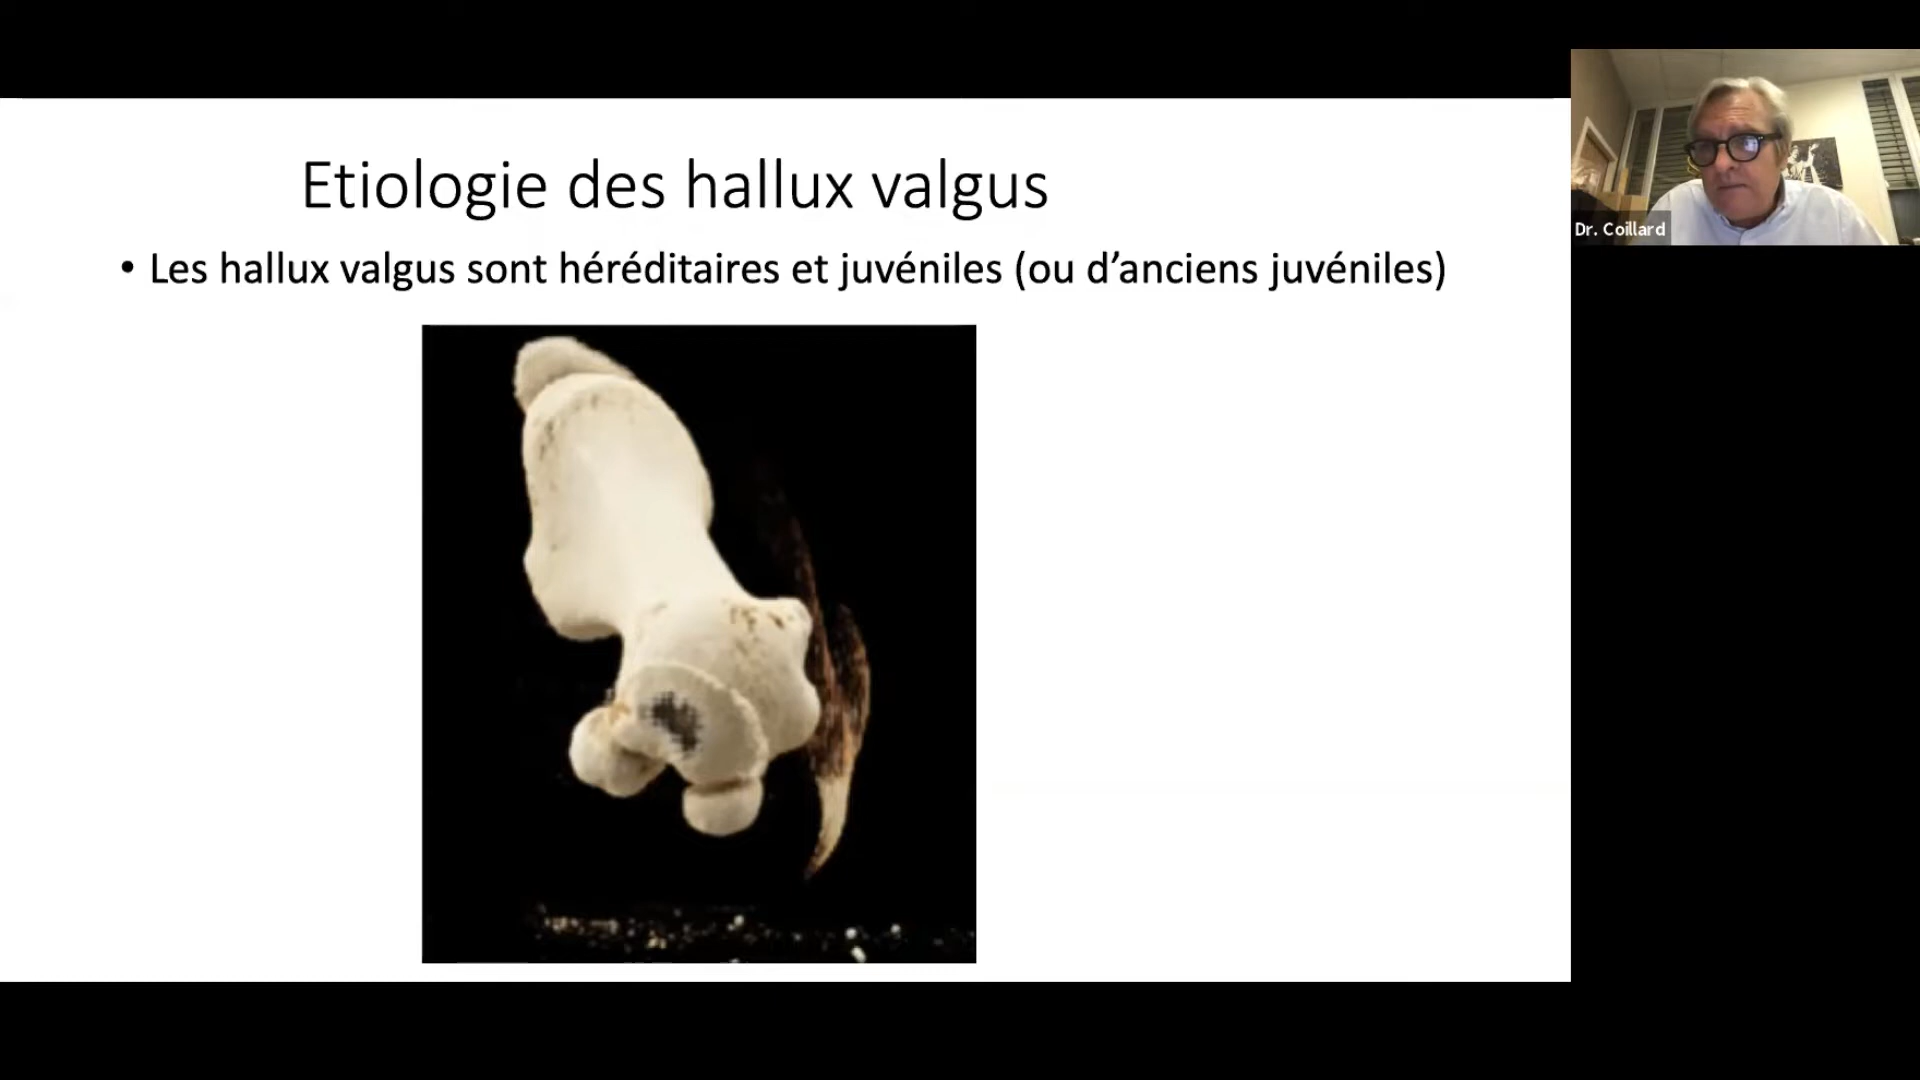 Etiologie des hallux valgus
• Les hallux valgus sont héréditaires et juvéniles (ou d’anciens juvéniles)
Dr. Coillard